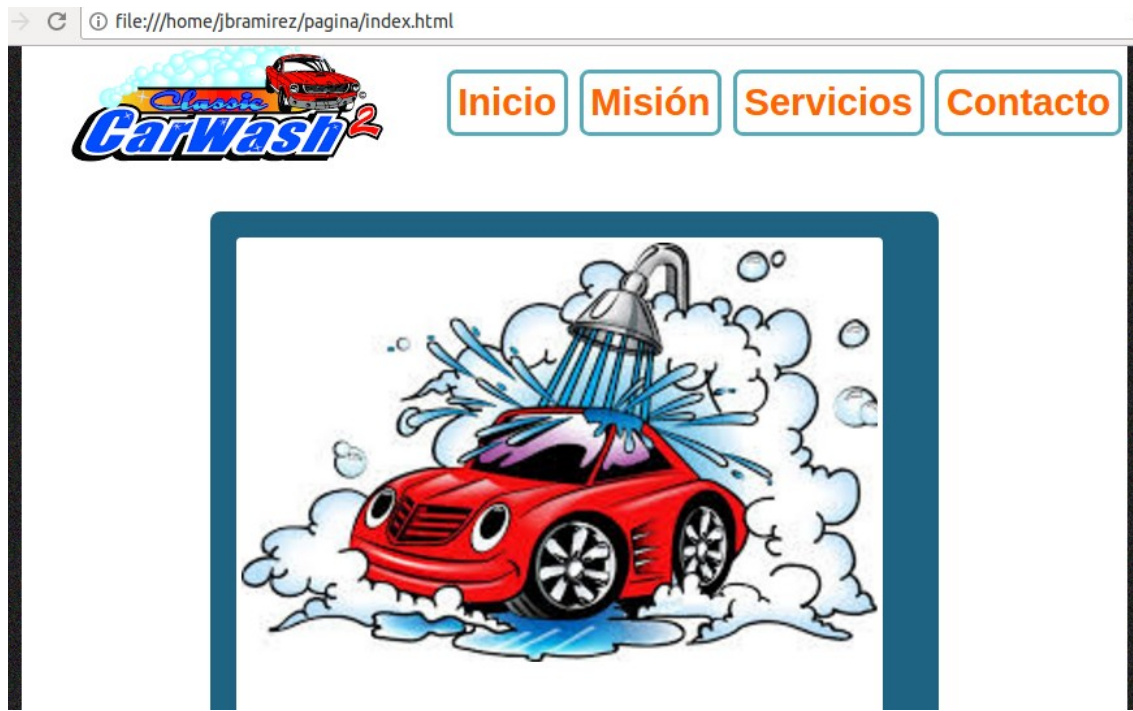 file:///home/jbramirez/pagina/index.html
Classic
CarWash 2
Inicio
Misión
Servicios
Contacto